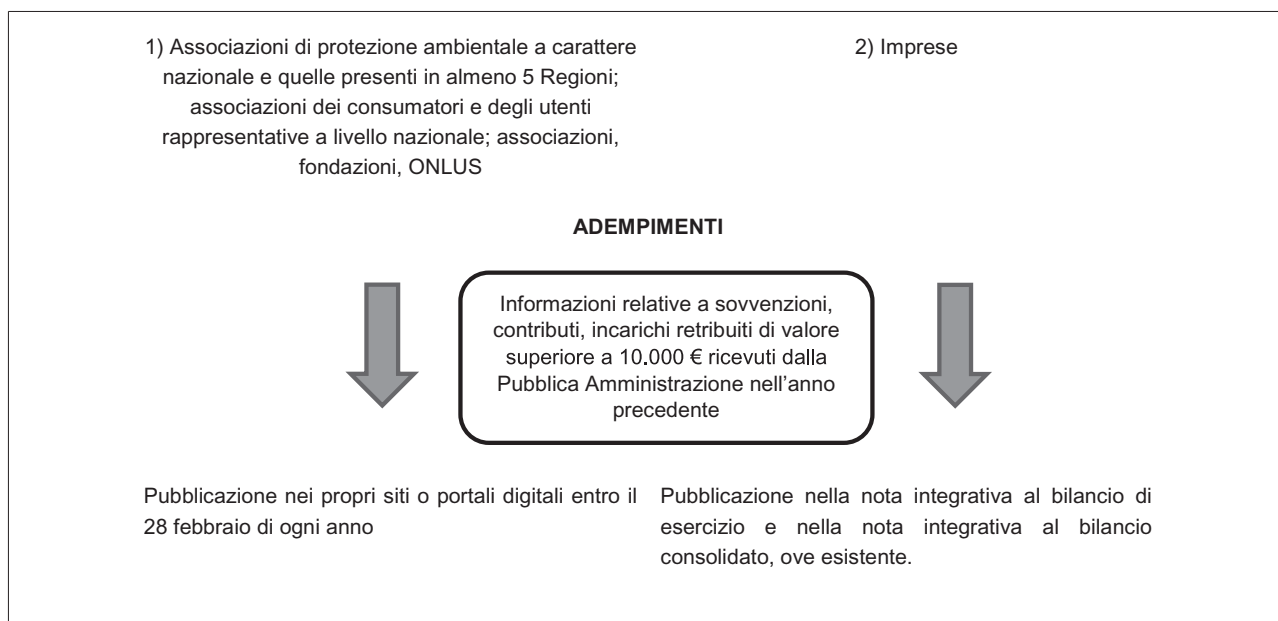 1) Associazioni di protezione ambientale a carattere
nazionale e quelle presenti in almeno 5 Regioni;
associazioni dei consumatori e degli utenti
rappresentative a livello nazionale; associazioni,
fondazioni, ONLUS
2) Imprese
ADEMPIMENTI
Informazioni relative a sovvenzioni,
contributi, incarichi retribuiti di valore
superiore a 10.000 € ricevuti dalla
Pubblica Amministrazione nell'anno
precedente
Pubblicazione nei propri siti o portali digitali entro il
28 febbraio di ogni anno
Pubblicazione nella nota integrativa al bilancio di
esercizio e nella nota integrativa al bilancio
consolidato, ove esistente.